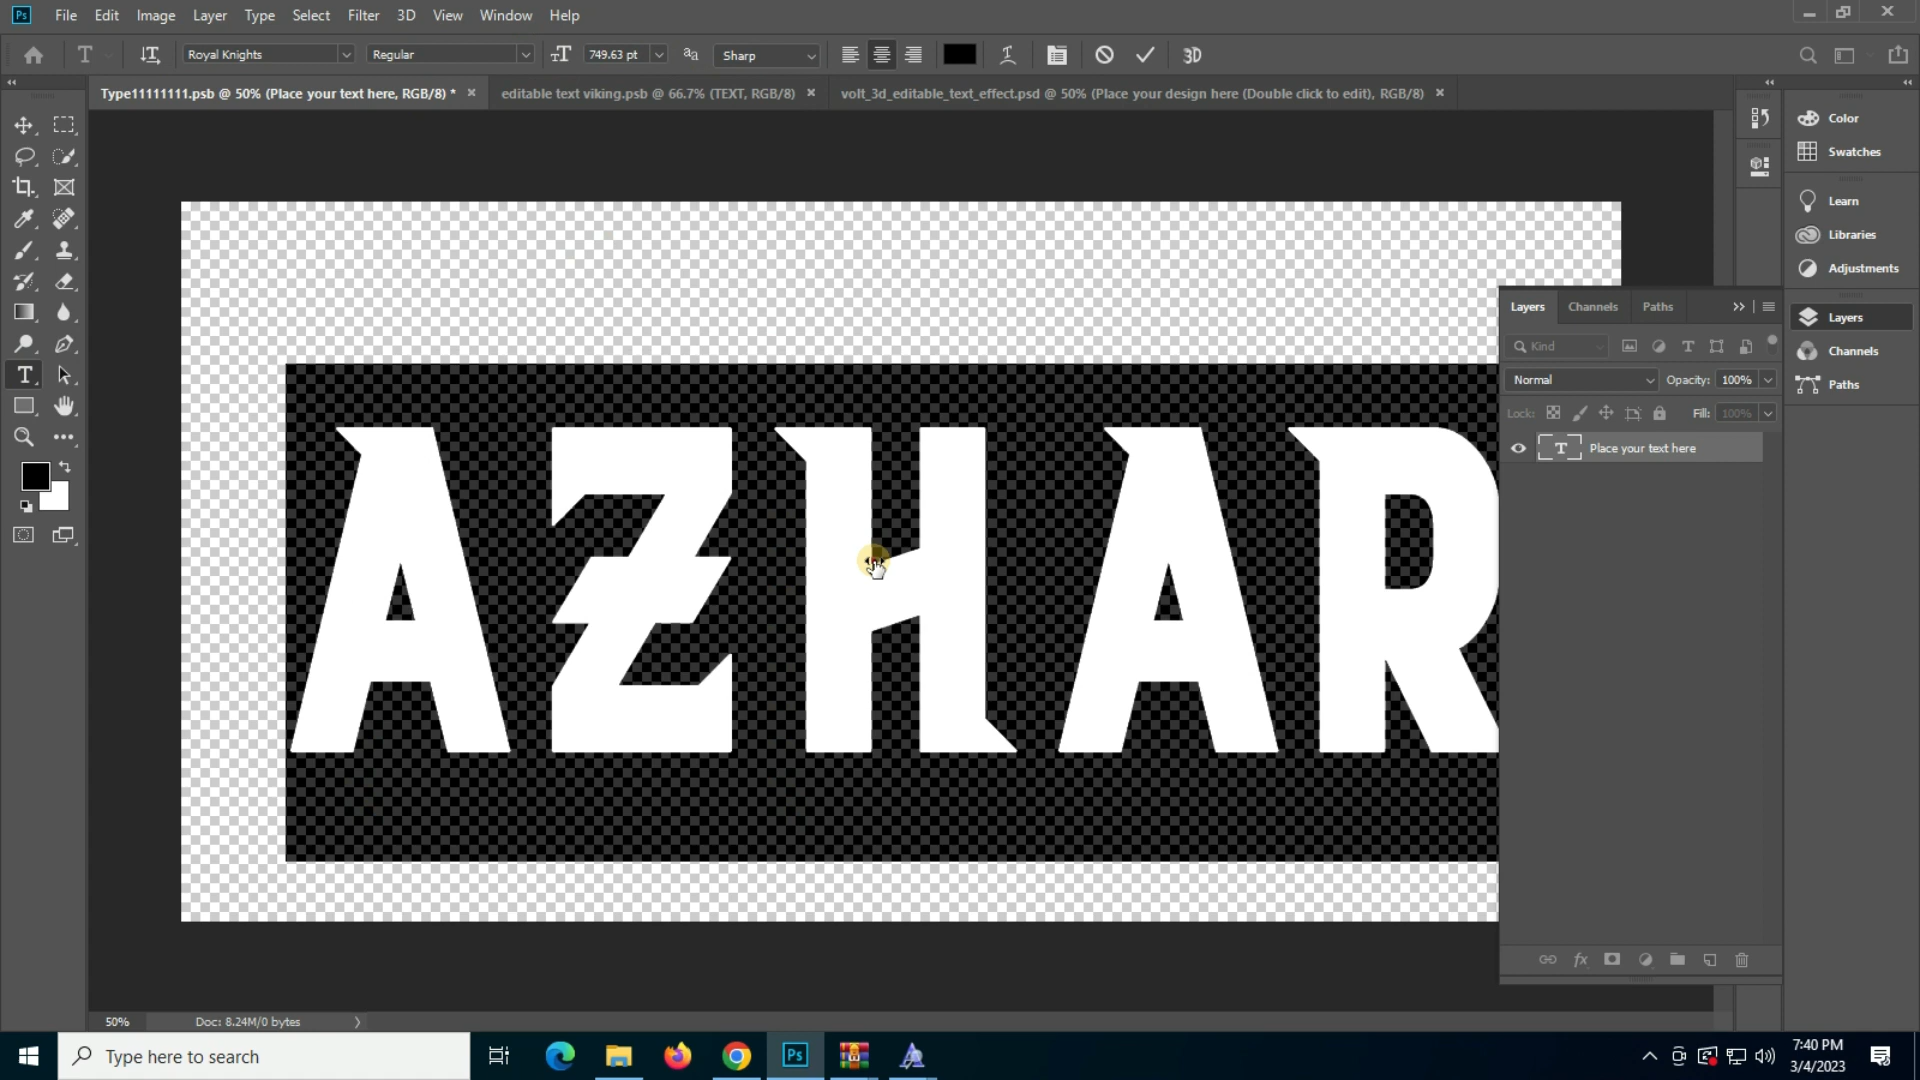 Ps File Edit Image Layer Type Select Filter 3D View Window Help
T Royal Knights Regular 749.63 pt aa Sharp 3D
Type11111111.psb @ 50% (Place your text here, RGB/8) * × editable text viking.psb @ 66.7% (TEXT, RGB/8) × volt_3d_editable_text_effect.psd @ 50% (Place your design here (Double click to edit), RGB/8) ×
Color
Swatches
Learn
Libraries
Adjustments
Layers
Channels
Paths
Layers Channels Paths
Kind
Normal Opacity: 100%
Lock: Fill: 100%
T Place your text here
fx
AZHAR
50% Doc: 8.24M/0 bytes
Type here to search
Ps
7:40 PM
3/4/2023